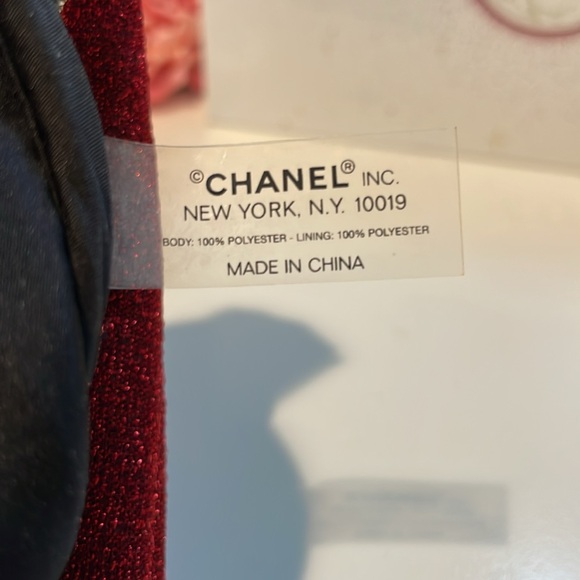 ©CHANEL® INC.
NEW YORK, N.Y. 10019
BODY: 100% POLYESTER - LINING: 100% POLYESTER
MADE IN CHINA